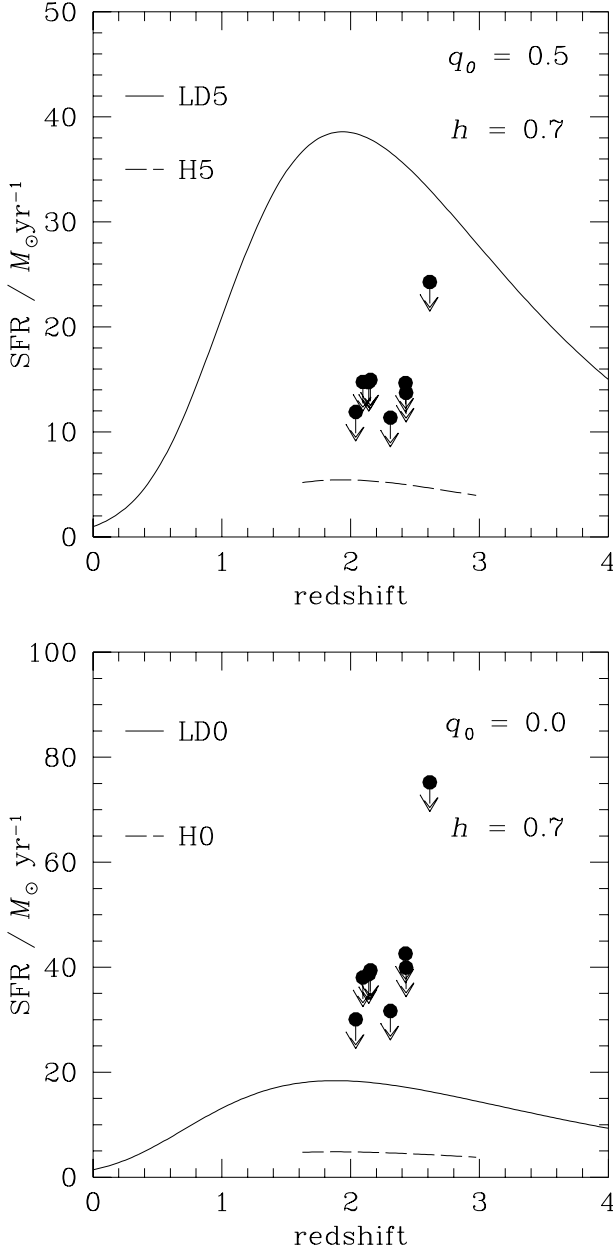 50
q₀ = 0.5
LD5
40
h = 0.7
H5
30
SFR / M⊙yr⁻¹
20
10
0
0 1 2 3 4
redshift
100
LD0
q₀ = 0.0
80
H0
h = 0.7
60
SFR / M⊙ yr⁻¹
40
20
0
0 1 2 3 4
redshift